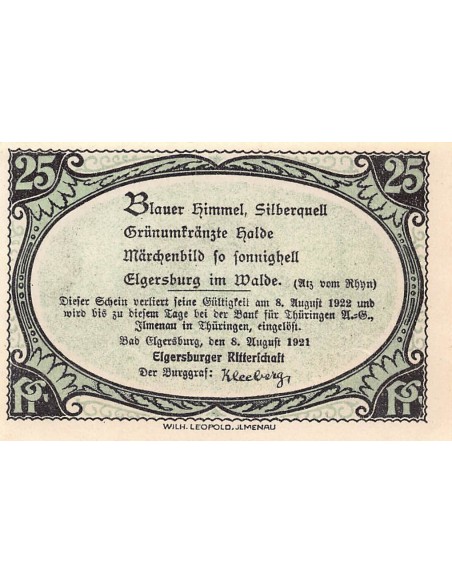 25 25
Blauer Himmel, Silberquell
Grünumkränzte Halde
Märchenbild so sonnighell
Elgersburg im Walde. (Atz vom Rhyn)
Dieser Schein verliert seine Gültigkeit am 8. August 1922 und
wird bis zu diesem Tage bei der Bank für Thüringen A.-G.,
Ilmenau in Thüringen, eingelöst.
Bad Elgersburg, den 8. August 1921
Elgersburger Ritterschaft
Der Burggraf: Kleeberg,
Pf. Pf.
WILH. LEOPOLD, JLMENAU